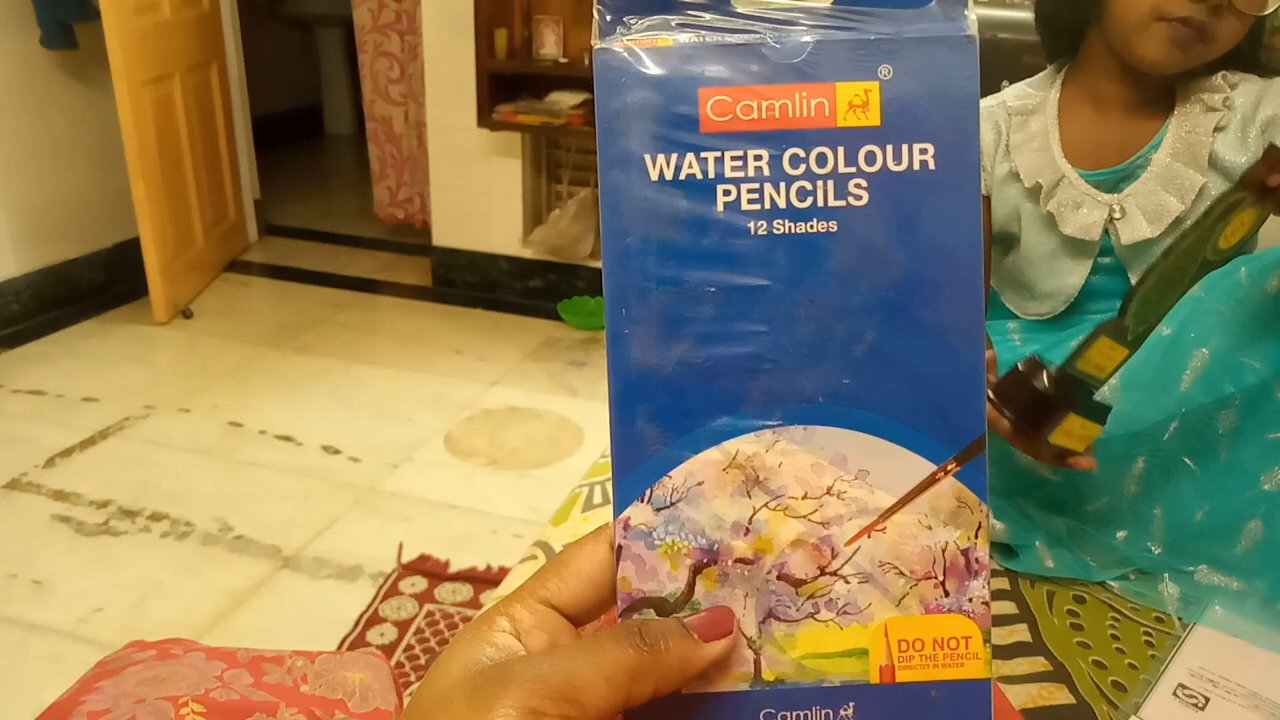 Camlin
®
WATER COLOUR
PENCILS
12 Shades
DO NOT
DIP THE PENCIL
DIRECTLY IN WATER
Camlin